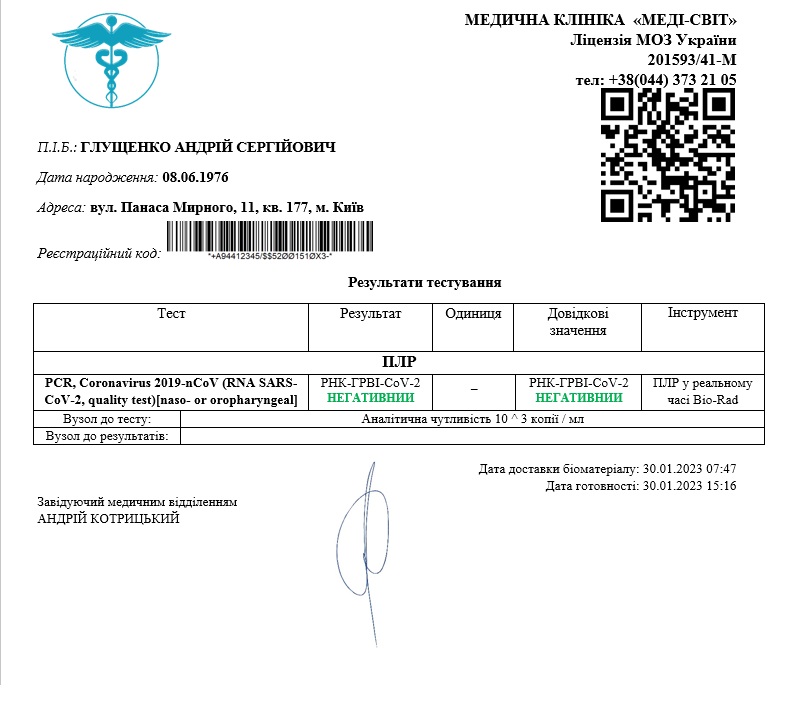 МЕДИЧНА КЛІНІКА «МЕДІ-СВІТ»
Ліцензія МОЗ України
201593/41-М
тел: +38(044) 373 21 05
П.І.Б.: ГЛУЩЕНКО АНДРІЙ СЕРГІЙОВИЧ
Дата народження: 08.06.1976
Адреса: вул. Панаса Мирного, 11, кв. 177, м. Київ
Реєстраційний код:
*+A94412345/$$52ØØ151ØX3-*
Результати тестування
Тест Результат Одиниця Довідкові значення Інструмент
ПЛР
PCR, Coronavirus 2019-nCoV (RNA SARS-CoV-2, quality test)[naso- or oropharyngeal] РНК-ГРВІ-CoV-2 НЕГАТИВНИИ – РНК-ГРВІ-CoV-2 НЕГАТИВНИИ ПЛР у реальному часі Bio-Rad
Вузол до тесту: Аналітична чутливість 10 ^ 3 копії / мл
Вузол до результатів:
Дата доставки біоматеріалу: 30.01.2023 07:47
Дата готовності: 30.01.2023 15:16
Завідуючий медичним відділенням
АНДРІЙ КОТРИЦЬКИЙ